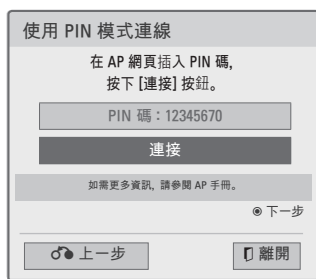 使用 PIN 模式連線
在 AP 網頁插入 PIN 碼,
按下 [連接] 按鈕。
PIN 碼：12345670
連接
如需更多資訊, 請參閱 AP 手冊。
◉ 下一步
上一步
離開